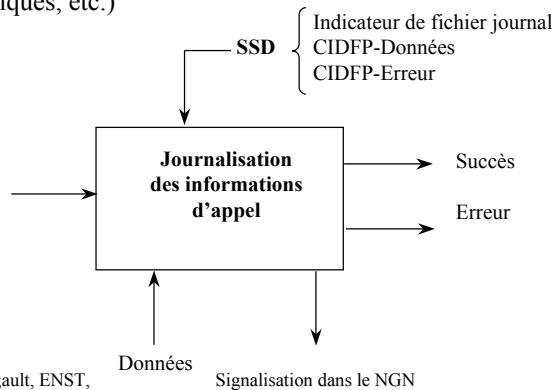 iques, etc.)
SSD
Indicateur de fichier journal
CIDFP-Données
CIDFP-Erreur
Journalisation
des informations
d'appel
Succès
Erreur
Données
gault, ENST,
Signalisation dans le NGN